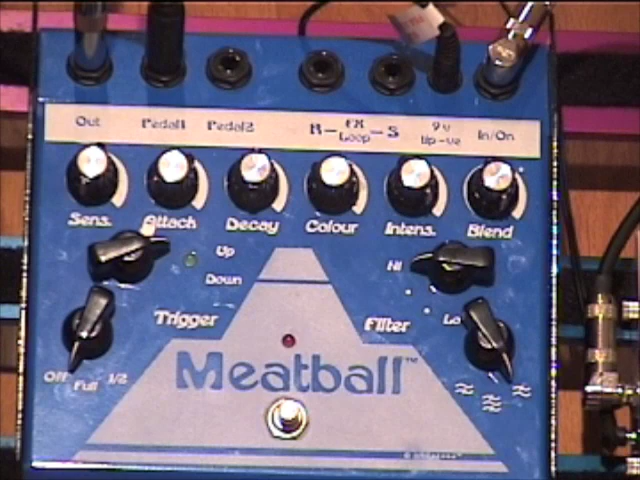 Out Pedal1 Pedal2 R-FX Loop-S 9v Up-ve In/On
Sens. Attack Decay Colour Intens. Blend
Up Hi
Down
Trigger Filter Lo
Off Full 1/2
Meatball™